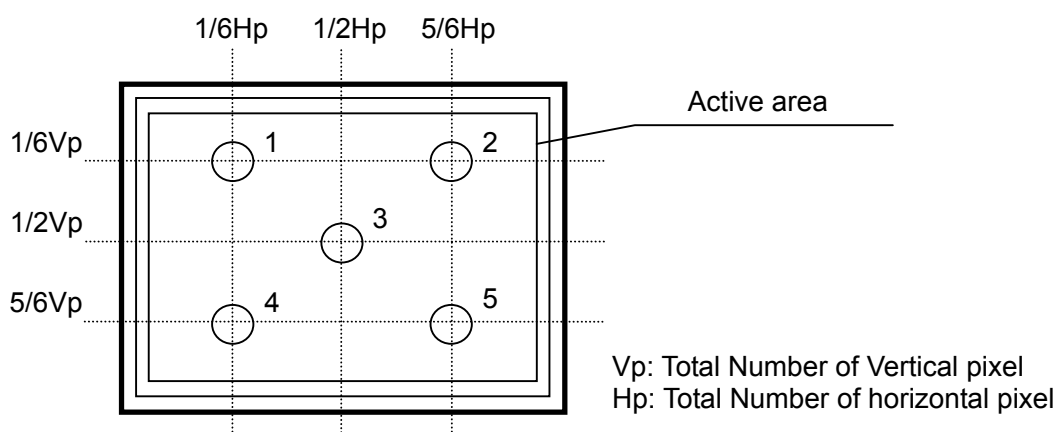 1/6Hp 1/2Hp 5/6Hp
Active area
1/6Vp 1 2
1/2Vp 3
5/6Vp 4 5
Vp: Total Number of Vertical pixel
Hp: Total Number of horizontal pixel